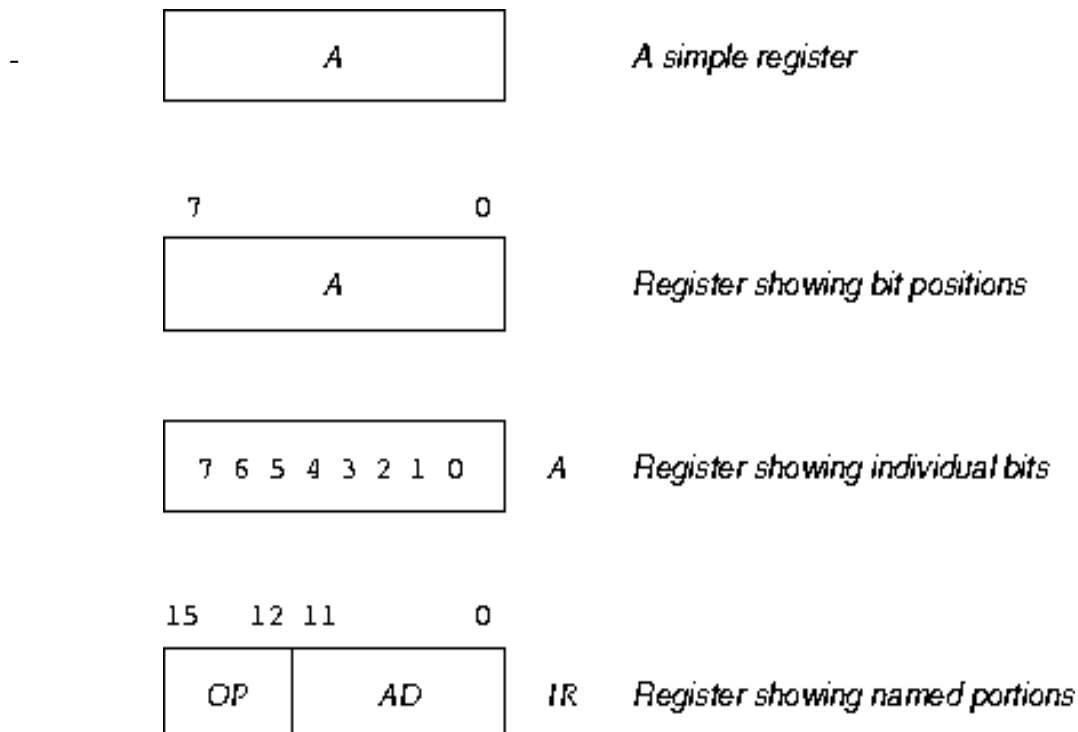 - A A simple register
7 0
A Register showing bit positions
7 6 5 4 3 2 1 0 A Register showing individual bits
15 12 11 0
OP AD IR Register showing named portions